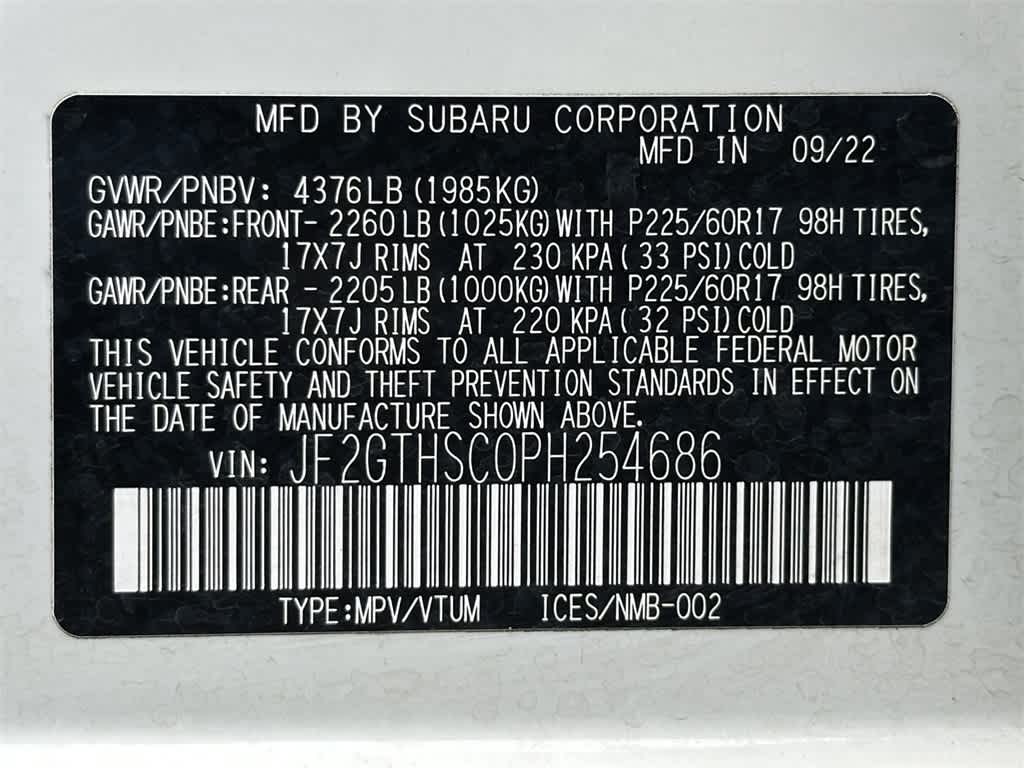 MFD BY SUBARU CORPORATION
MFD IN 09/22
GVWR/PNBV: 4376LB (1985KG)
GAWR/PNBE:FRONT- 2260 LB (1025KG) WITH P225/60R17 98H TIRES,
17X7J RIMS AT 230 KPA ( 33 PSI) COLD
GAWR/PNBE:REAR - 2205 LB (1000KG) WITH P225/60R17 98H TIRES,
17X7J RIMS AT 220 KPA ( 32 PSI) COLD
THIS VEHICLE CONFORMS TO ALL APPLICABLE FEDERAL MOTOR
VEHICLE SAFETY AND THEFT PREVENTION STANDARDS IN EFFECT ON
THE DATE OF MANUFACTURE SHOWN ABOVE.
VIN: JF2GTHSC0PH254686
TYPE:MPV/VTUM ICES/NMB-002